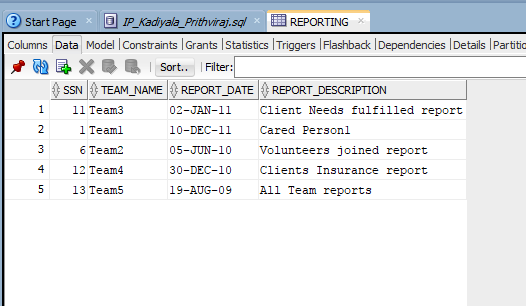 Start Page IP_Kadiyala_Prithviraj.sql REPORTING
Columns Data Model Constraints Grants Statistics Triggers Flashback Dependencies Details Partitio
Sort.. Filter:
SSN TEAM_NAME REPORT_DATE REPORT_DESCRIPTION
1 11 Team3 02-JAN-11 Client Needs fulfilled report
2 1 Team1 10-DEC-11 Cared Person1
3 6 Team2 05-JUN-10 Volunteers joined report
4 12 Team4 30-DEC-10 Clients Insurance report
5 13 Team5 19-AUG-09 All Team reports